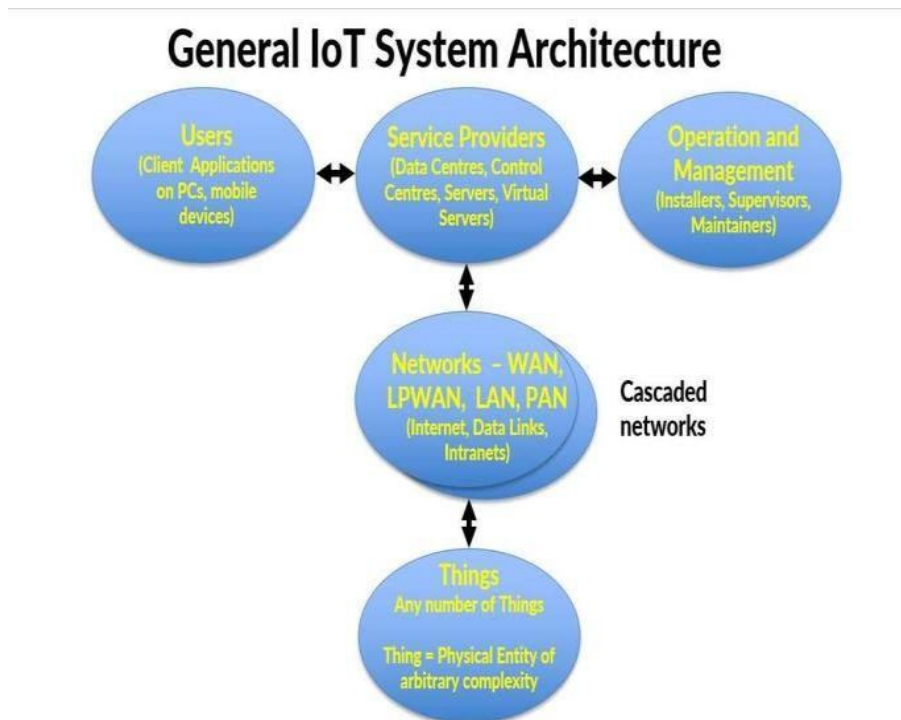 General IoT System Architecture
Users
(Client Applications
on PCs, mobile
devices)
Service Providers
(Data Centres, Control
Centres, Servers, Virtual
Servers)
Operation and
Management
(Installers, Supervisors,
Maintainers)
Networks – WAN,
LPWAN, LAN, PAN
(Internet, Data Links,
Intranets)
Cascaded
networks
Things
Any number of Things
Thing = Physical Entity of
arbitrary complexity